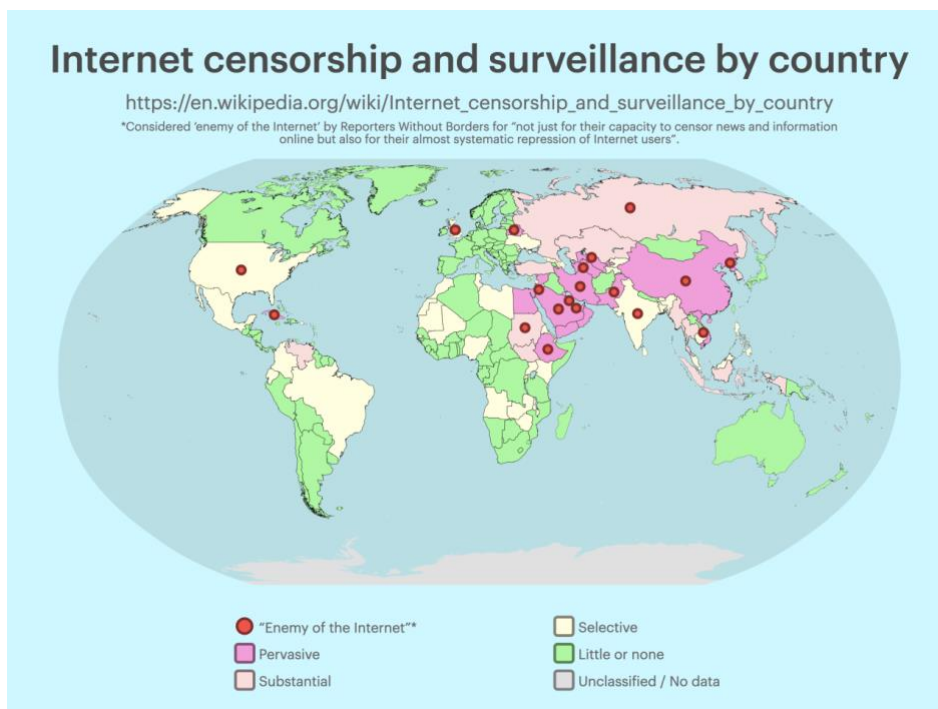 Internet censorship and surveillance by country
https://en.wikipedia.org/wiki/Internet_censorship_and_surveillance_by_country
*Considered ‘enemy of the Internet’ by Reporters Without Borders for “not just for their capacity to censor news and information
online but also for their almost systematic repression of Internet users”.
“Enemy of the Internet”*
Pervasive
Substantial
Selective
Little or none
Unclassified / No data